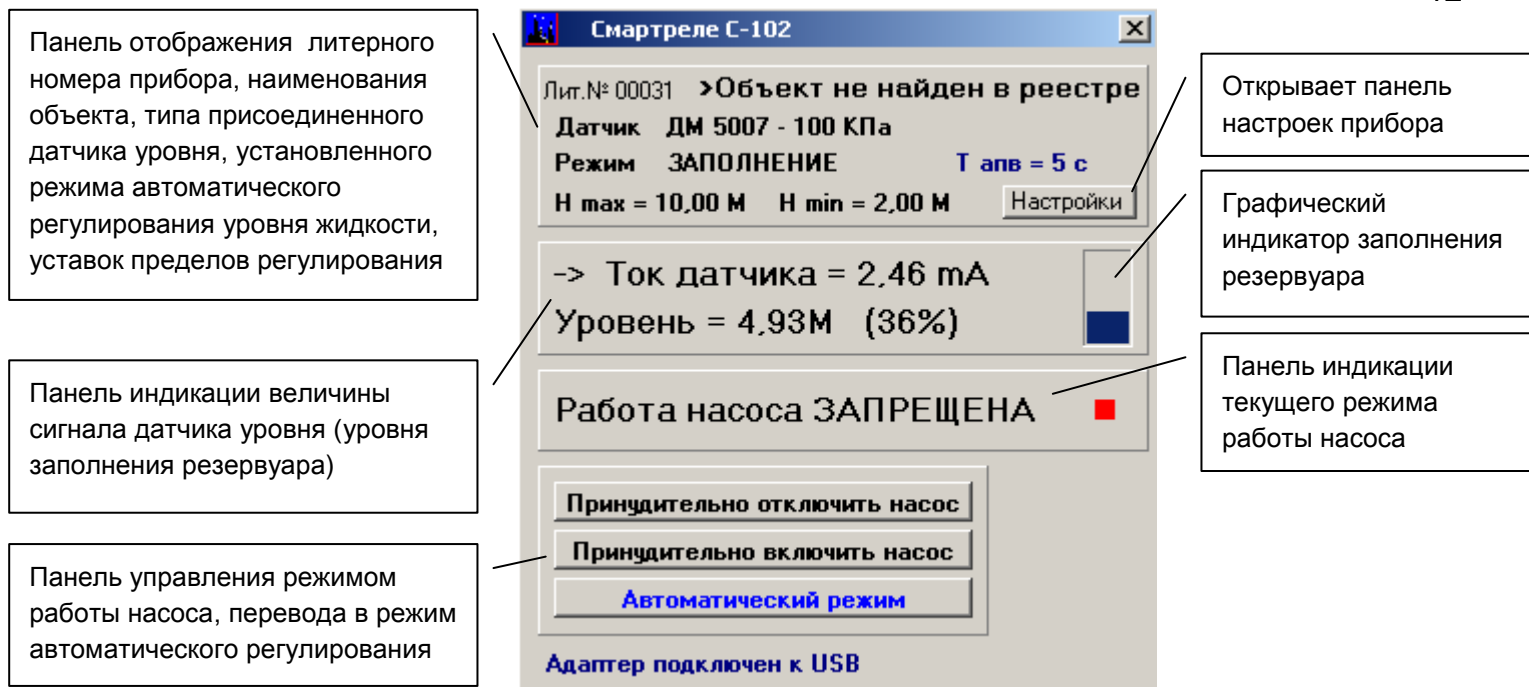 Панель отображения литерного
номера прибора, наименования
объекта, типа присоединенного
датчика уровня, установленного
режима автоматического
регулирования уровня жидкости,
уставок пределов регулирования
Панель индикации величины
сигнала датчика уровня (уровня
заполнения резервуара)
Панель управления режимом
работы насоса, перевода в режим
автоматического регулирования
Смартреле С-102
Лит.№ 00031 >Объект не найден в реестре
Датчик ДМ 5007 - 100 КПа
Режим ЗАПОЛНЕНИЕ Т апв = 5 с
H max = 10,00 М H min = 2,00 М Настройки
-> Ток датчика = 2,46 mA
Уровень = 4,93М (36%)
Работа насоса ЗАПРЕЩЕНА
Принудительно отключить насос
Принудительно включить насос
Автоматический режим
Адаптер подключен к USB
Открывает панель
настроек прибора
Графический
индикатор заполнения
резервуара
Панель индикации
текущего режима
работы насоса